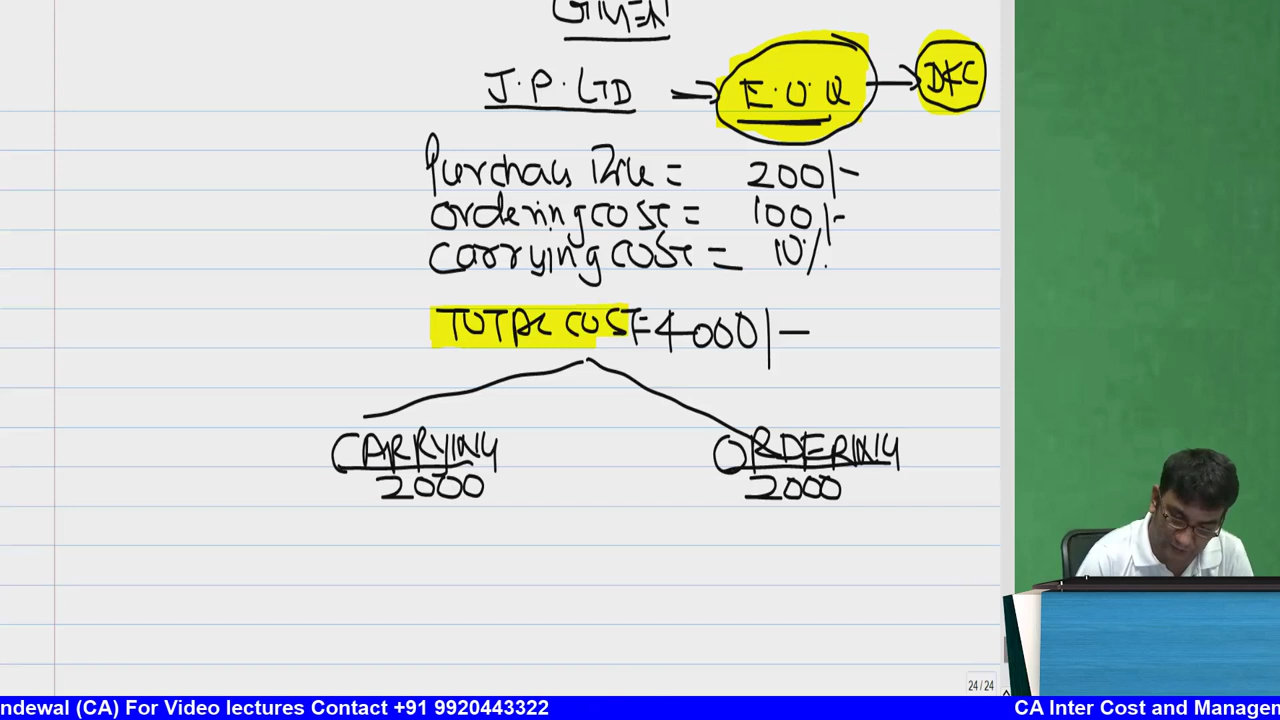 GIVEN
J.P. LTD → E.O.Q →
Purchase Price = 200/-
ordering cost = 100/-
carrying cost = 10%
TOTAL COST = 4000/-
CARRYING ORDERING
2000 2000
24 / 24
ndewal (CA) For Video lectures Contact +91 9920443322 CA Inter Cost and Managen